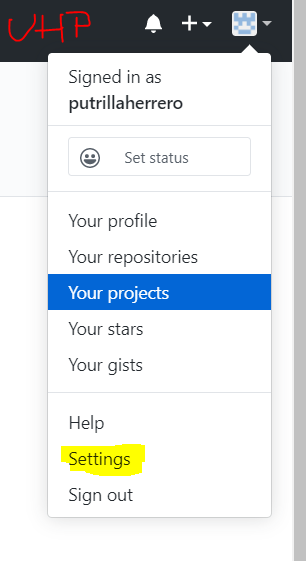 UHP
Signed in as
putrillaherrero
Set status
Your profile
Your repositories
Your projects
Your stars
Your gists
Help
Settings
Sign out